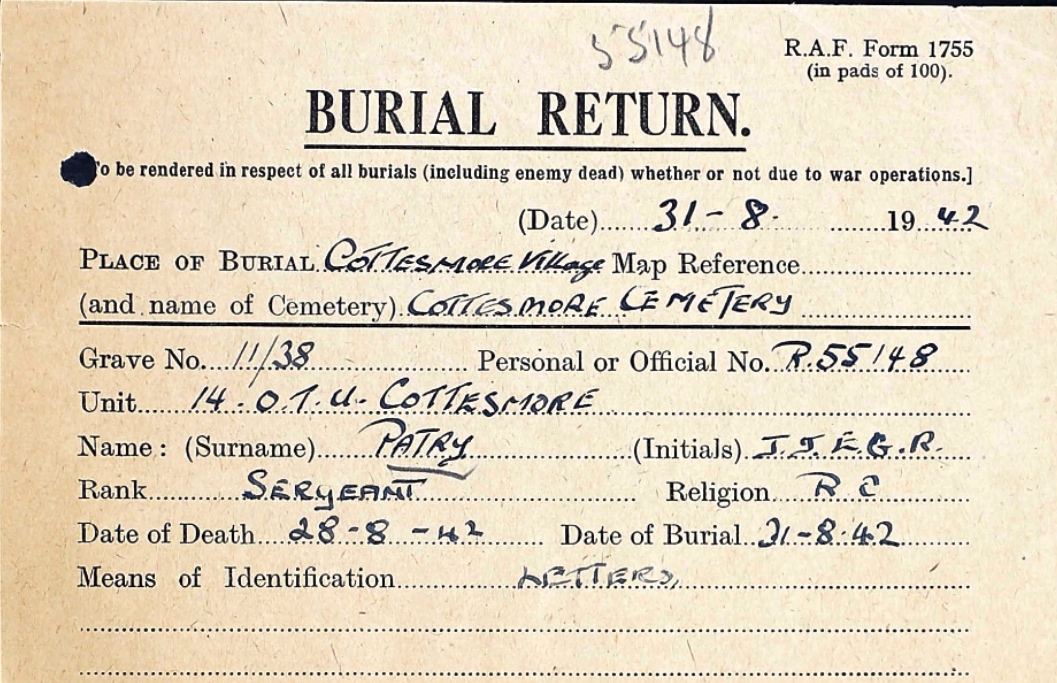 55148
R.A.F. Form 1755
(in pads of 100).
BURIAL RETURN.
o be rendered in respect of all burials (including enemy dead) whether or not due to war operations.]
(Date) 31-8- 19 42
PLACE OF BURIAL COTTESMORE Village Map Reference
(and name of Cemetery) COTTESMORE CEMETERY
Grave No. 11/38 Personal or Official No. R.55148
Unit 14. O.T.U. COTTESMORE
Name: (Surname) PATRY (Initials) J.J.E.G.R.
Rank SERGEANT Religion R C
Date of Death 28-8-42 Date of Burial 31-8-42
Means of Identification LETTERS,